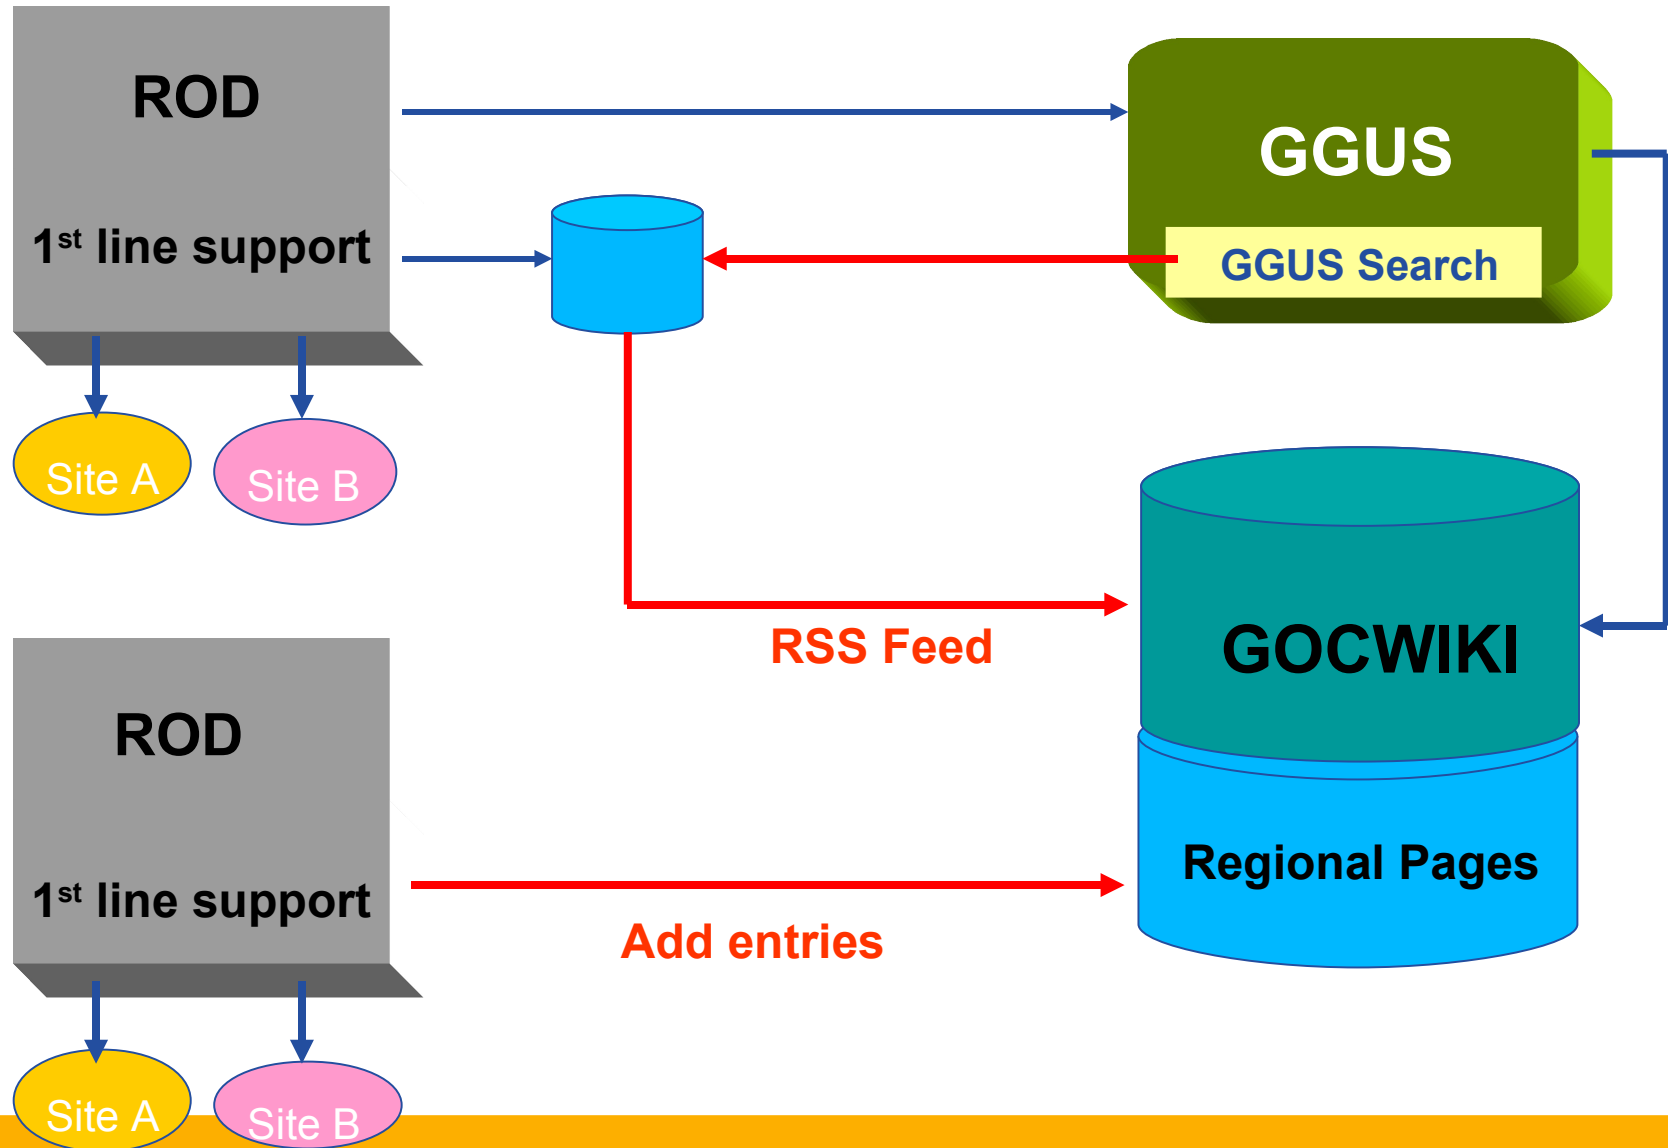 ROD
1st line support
Site A
Site B
GGUS
GGUS Search
RSS Feed
GOCWIKI
Regional Pages
ROD
1st line support
Add entries
Site A
Site B